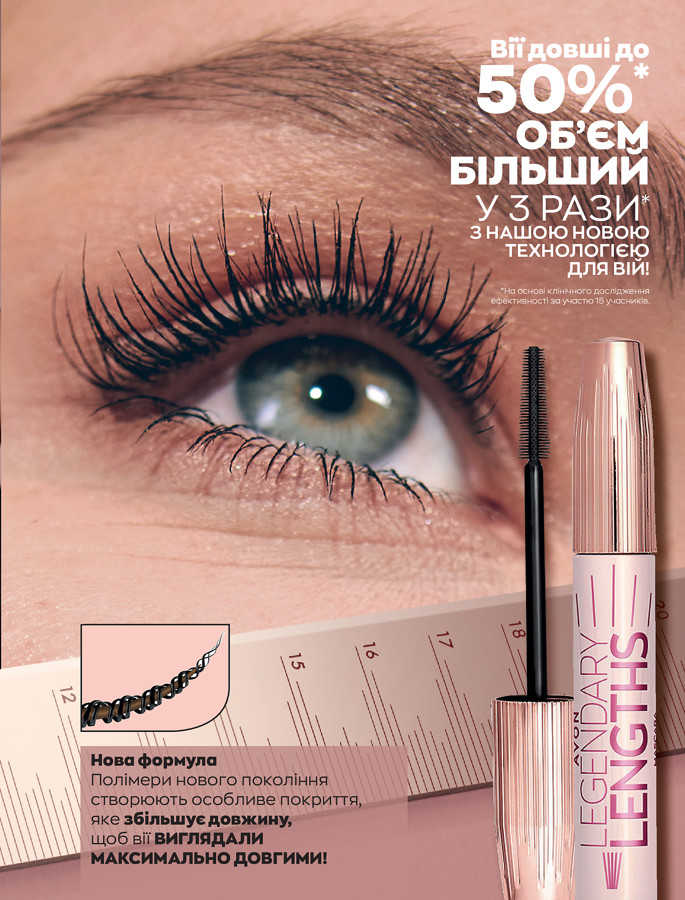 Вії довші до
50%*
ОБ'ЄМ
БІЛЬШИЙ
У 3 РАЗИ*
З НАШОЮ НОВОЮ
ТЕХНОЛОГІЄЮ
ДЛЯ ВІЙ!
*На основі клінічного дослідження
ефективності за участю 15 учасників.
12
15
16
17
18
20
AVON
LEGENDARY
LENGTHS
MASCARA
Нова формула
Полімери нового покоління
створюють особливе покриття,
яке збільшує довжину,
щоб вії ВИГЛЯДАЛИ
МАКСИМАЛЬНО ДОВГИМИ!